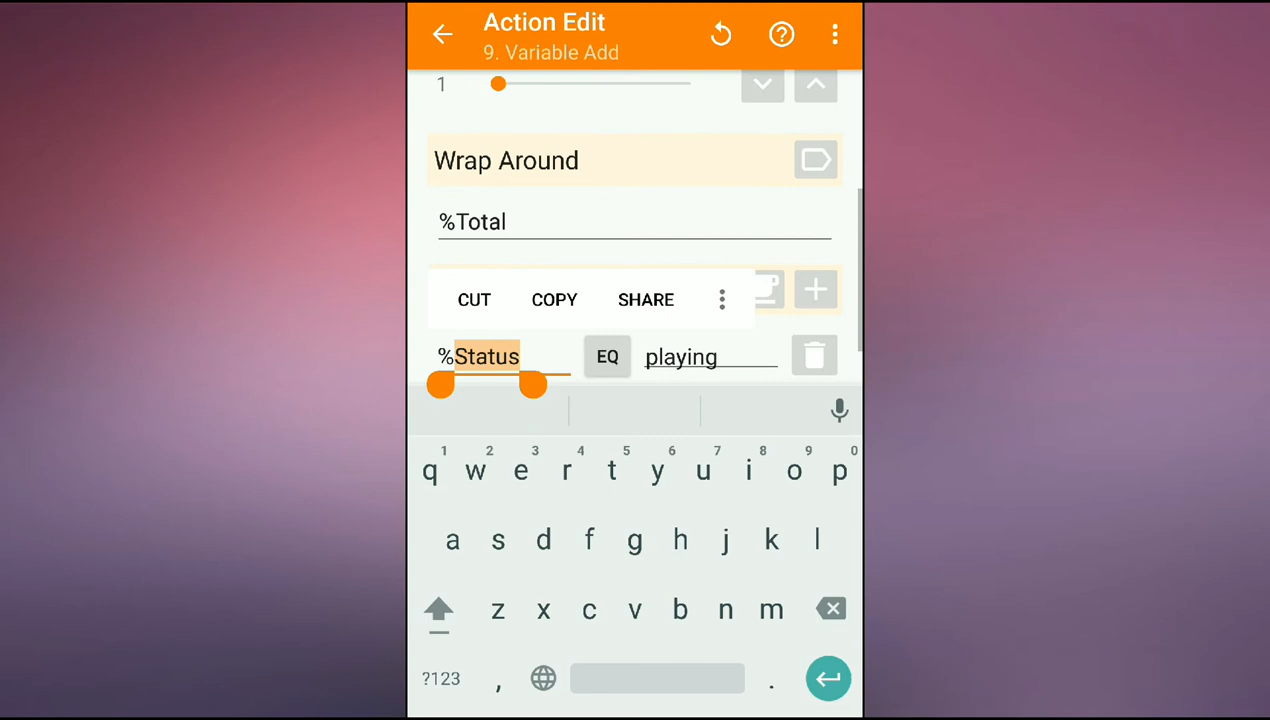 Action Edit
9. Variable Add
1
Wrap Around
%Total
CUT COPY SHARE
%Status EQ playing
1 2 3 4 5 6 7 8 9 0
q w e r t y u i o p
a s d f g h j k l
z x c v b n m
?123 , .